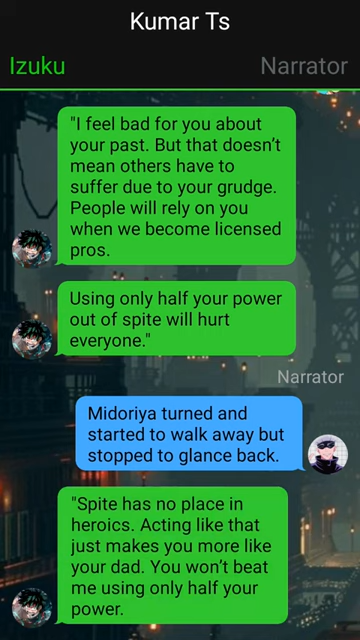 Kumar Ts
Izuku
Narrator
"I feel bad for you about
your past. But that doesn't
mean others have to
suffer due to your grudge.
People will rely on you
when we become licensed
pros.
Using only half your power
out of spite will hurt
everyone."
Narrator
Midoriya turned and
started to walk away but
stopped to glance back.
"Spite has no place in
heroics. Acting like that
just makes you more like
your dad. You won't beat
me using only half your
power.